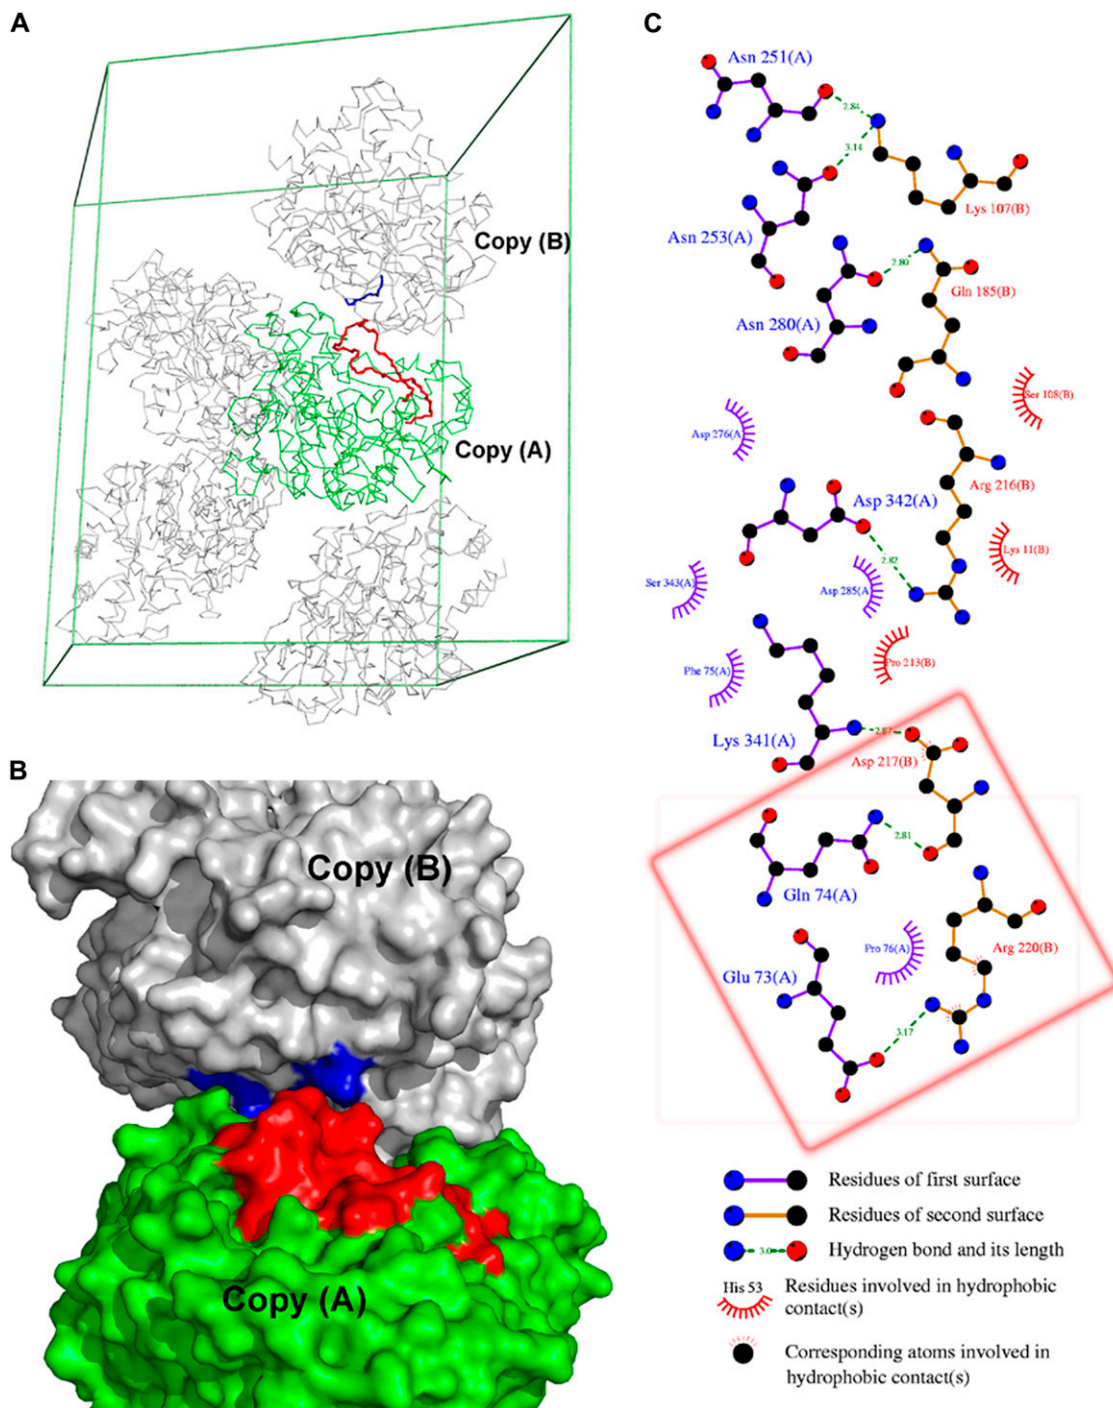 A
Copy (B)
Copy (A)
B
Copy (B)
Copy (A)
C
Asn 251(A)
2.84
3.14
Lys 107(B)
Asn 253(A)
2.80
Gln 185(B)
Asn 280(A)
Ser 108(B)
Asp 276(A
Arg 216(B)
Asp 342(A)
Lys 11(B)
2.82
Ser 343(A)
Asp 285(A
Pro 213(B)
Phe 75(A)
Lys 341(A)
2.87
Asp 217(B)
2.81
Gln 74(A)
Pro 76(A)
Arg 220(B)
Glu 73(A)
3.17
Residues of first surface
Residues of second surface
3.0
Hydrogen bond and its length
His 53
Residues involved in hydrophobic
contact(s)
Corresponding atoms involved in
hydrophobic contact(s)